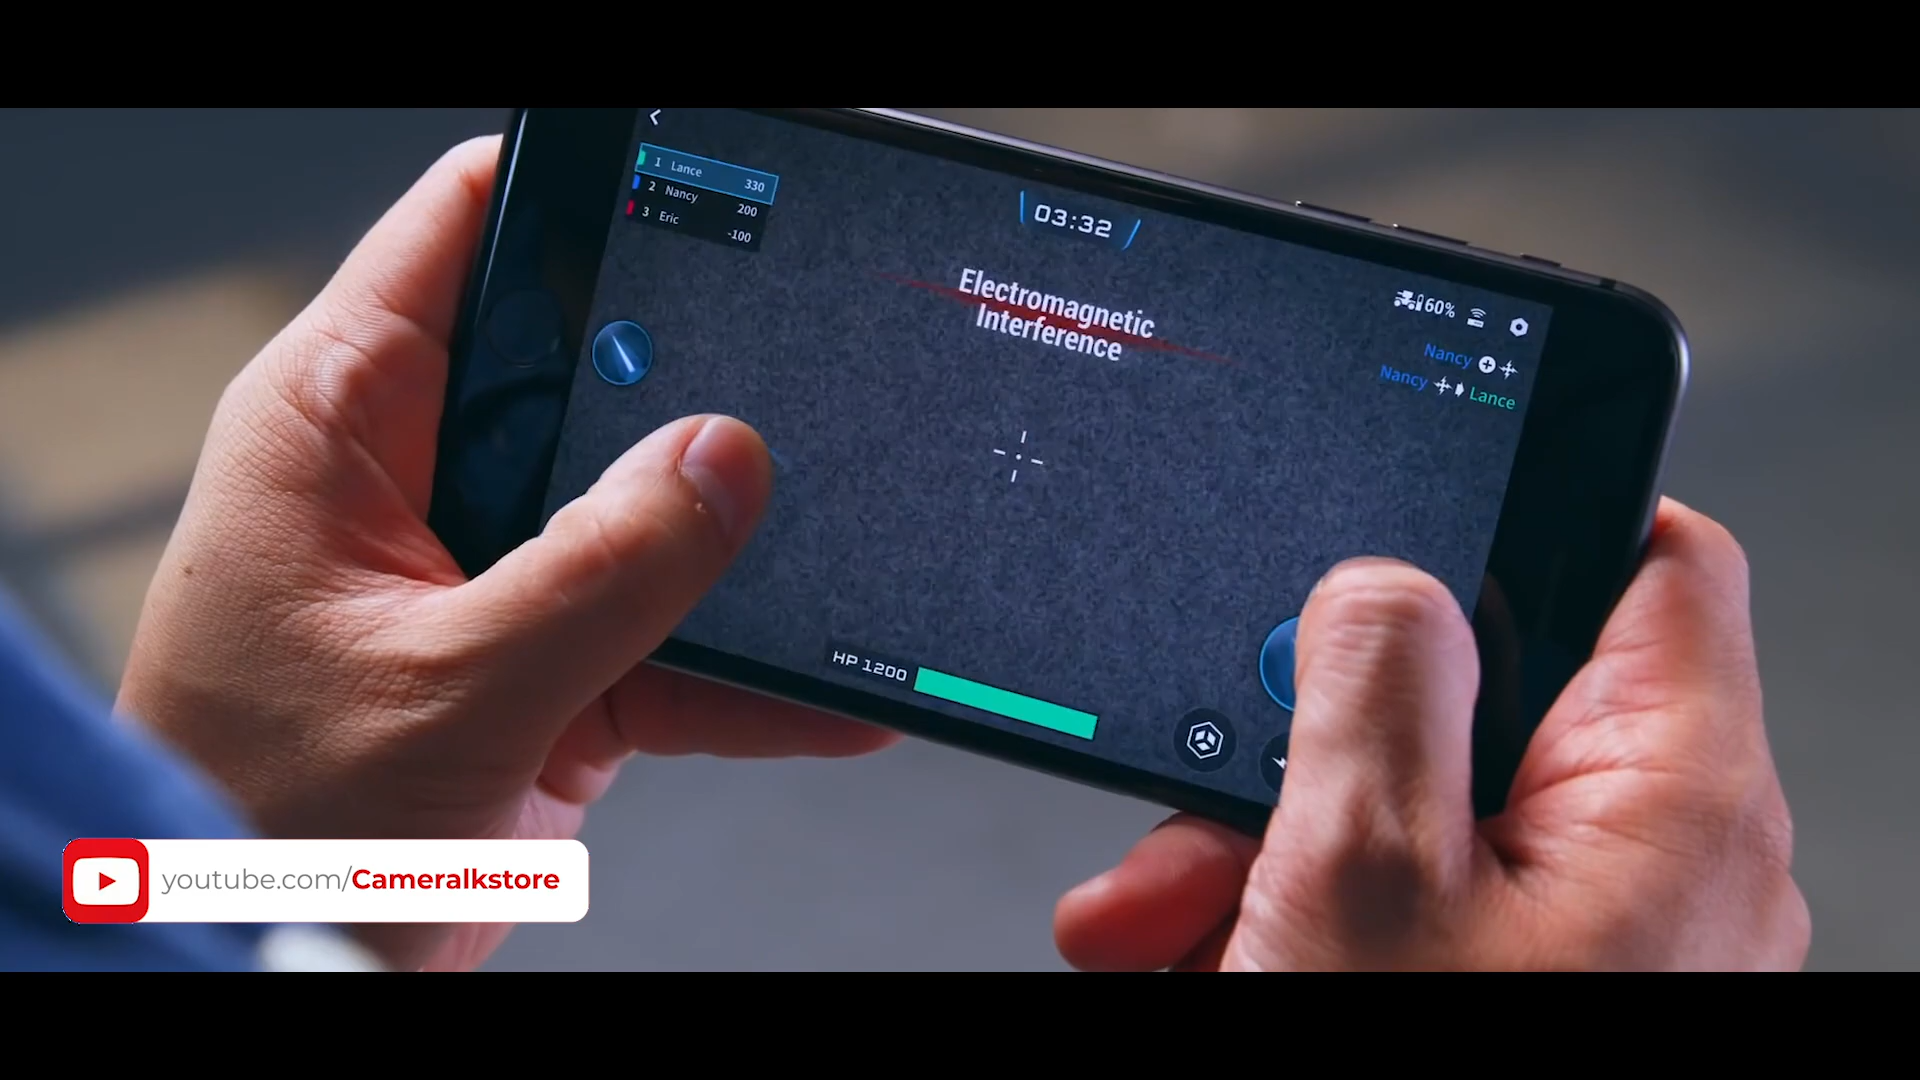 1 Lance 330
2 Nancy 200
3 Eric -100
03:32
Electromagnetic
Interference
60%
Nancy
Nancy Lance
HP 1200
youtube.com/Cameralkstore